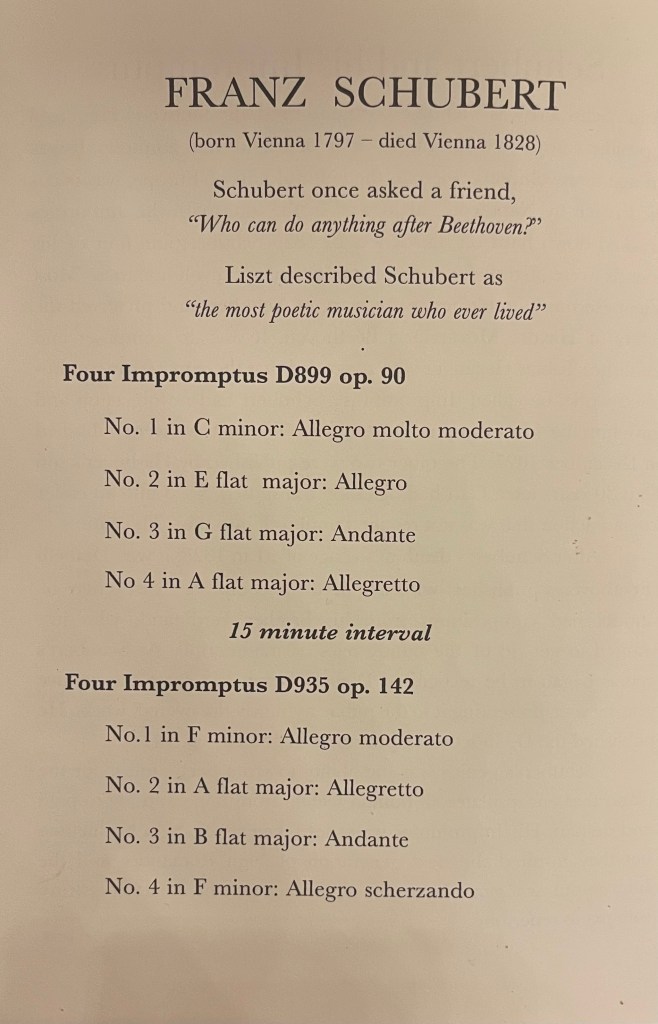 FRANZ SCHUBERT
(born Vienna 1797 – died Vienna 1828)
Schubert once asked a friend,
“Who can do anything after Beethoven?”
Liszt described Schubert as
“the most poetic musician who ever lived”
Four Impromptus D899 op. 90
No. 1 in C minor: Allegro molto moderato
No. 2 in E flat major: Allegro
No. 3 in G flat major: Andante
No 4 in A flat major: Allegretto
15 minute interval
Four Impromptus D935 op. 142
No.1 in F minor: Allegro moderato
No. 2 in A flat major: Allegretto
No. 3 in B flat major: Andante
No. 4 in F minor: Allegro scherzando